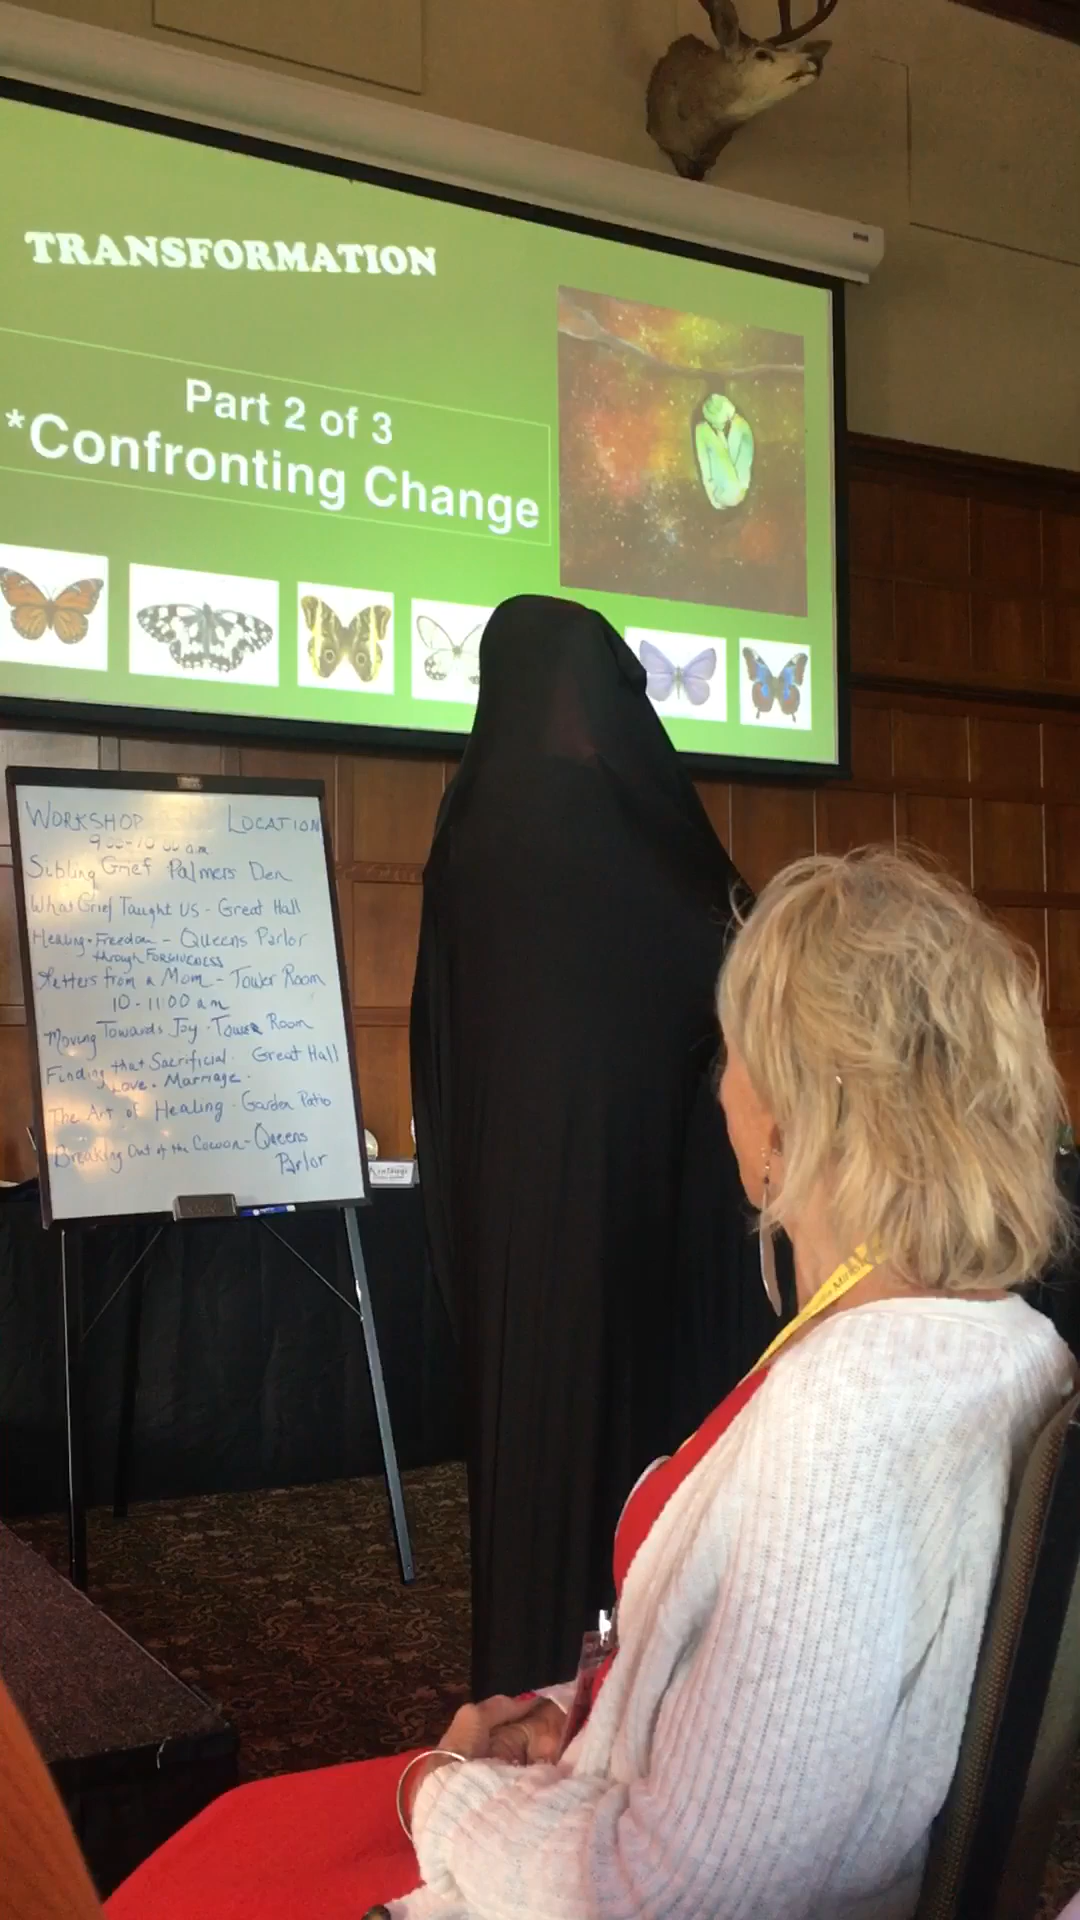 TRANSFORMATION
Part 2 of 3
*Confronting Change
WORKSHOP LOCATION
9:00-10:00 am
Sibling Grief Palmers Den
What Grief Taught US - Great Hall
Healing + Freedom - Queens Parlor
through FORGIVENESS
Letters from a Mom - Tower Room
10-11:00 am
Moving Towards Joy - Tower Room
Finding that Sacrificial - Great Hall
Love. Marriage.
The Art of Healing - Garden Patio
Breaking Out of the Cocoon - Queens
Parlor